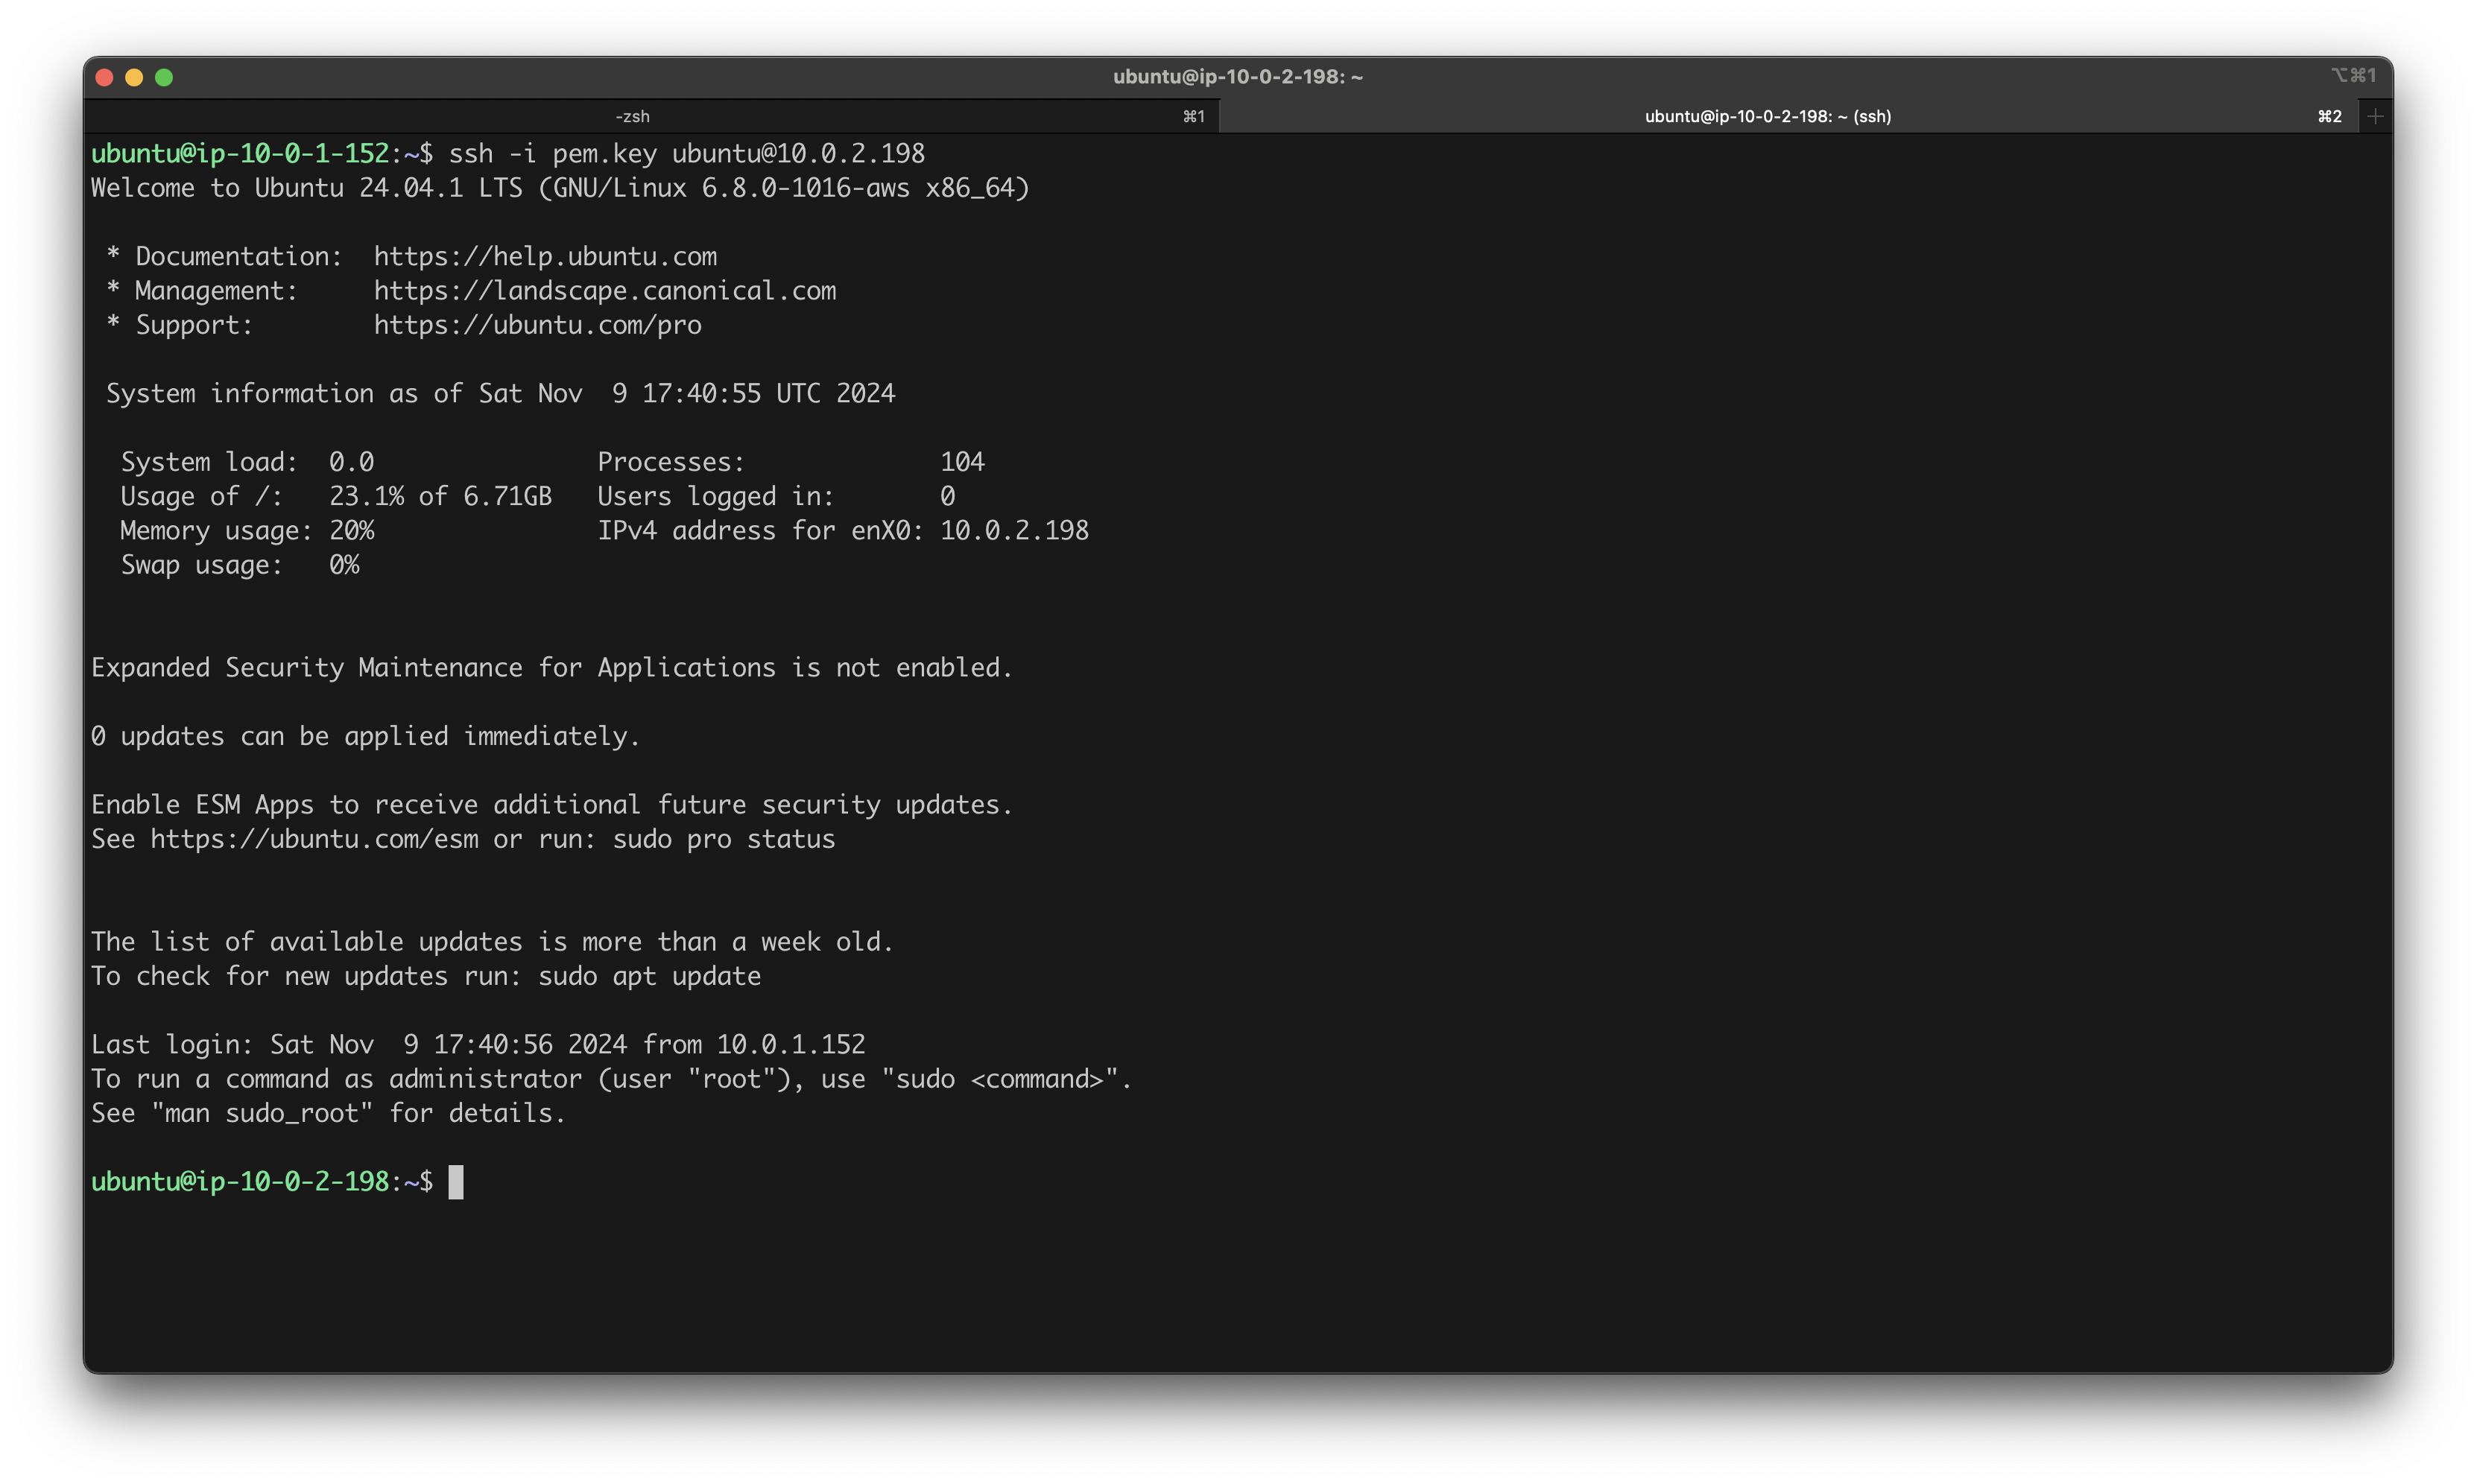 ubuntu@ip-10-0-2-198: ~
⌥⌘1
-zsh ⌘1 ubuntu@ip-10-0-2-198: ~ (ssh) ⌘2 +
ubuntu@ip-10-0-1-152:~$ ssh -i pem.key ubuntu@10.0.2.198
Welcome to Ubuntu 24.04.1 LTS (GNU/Linux 6.8.0-1016-aws x86_64)

 * Documentation:  https://help.ubuntu.com
 * Management:     https://landscape.canonical.com
 * Support:        https://ubuntu.com/pro

 System information as of Sat Nov  9 17:40:55 UTC 2024

  System load:  0.0               Processes:             104
  Usage of /:   23.1% of 6.71GB   Users logged in:       0
  Memory usage: 20%               IPv4 address for enX0: 10.0.2.198
  Swap usage:   0%

Expanded Security Maintenance for Applications is not enabled.

0 updates can be applied immediately.

Enable ESM Apps to receive additional future security updates.
See https://ubuntu.com/esm or run: sudo pro status

The list of available updates is more than a week old.
To check for new updates run: sudo apt update

Last login: Sat Nov  9 17:40:56 2024 from 10.0.1.152
To run a command as administrator (user "root"), use "sudo <command>".
See "man sudo_root" for details.

ubuntu@ip-10-0-2-198:~$